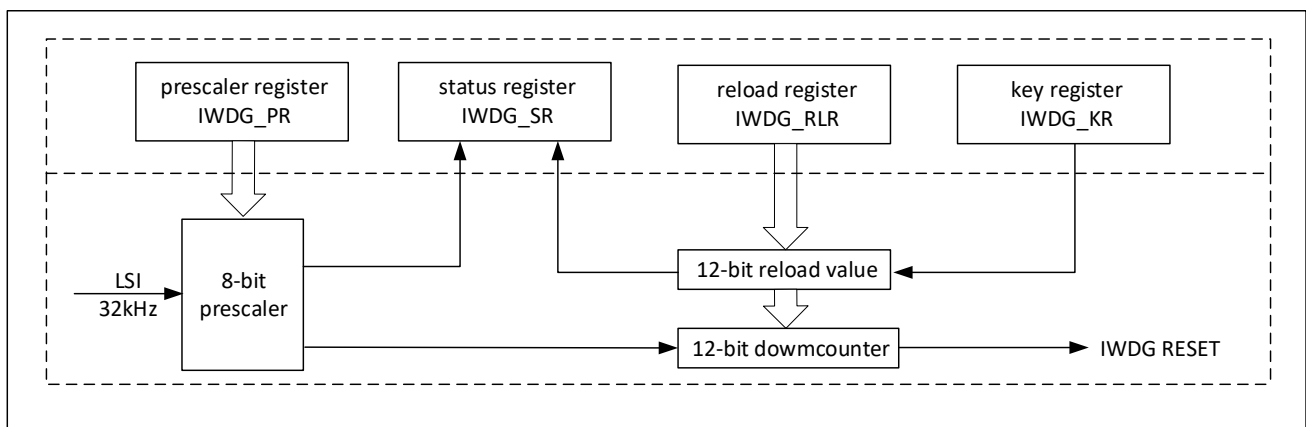 prescaler register
IWDG_PR
status register
IWDG_SR
reload register
IWDG_RLR
key register
IWDG_KR
LSI
32kHz
8-bit
prescaler
12-bit reload value
12-bit dowmcounter
IWDG RESET